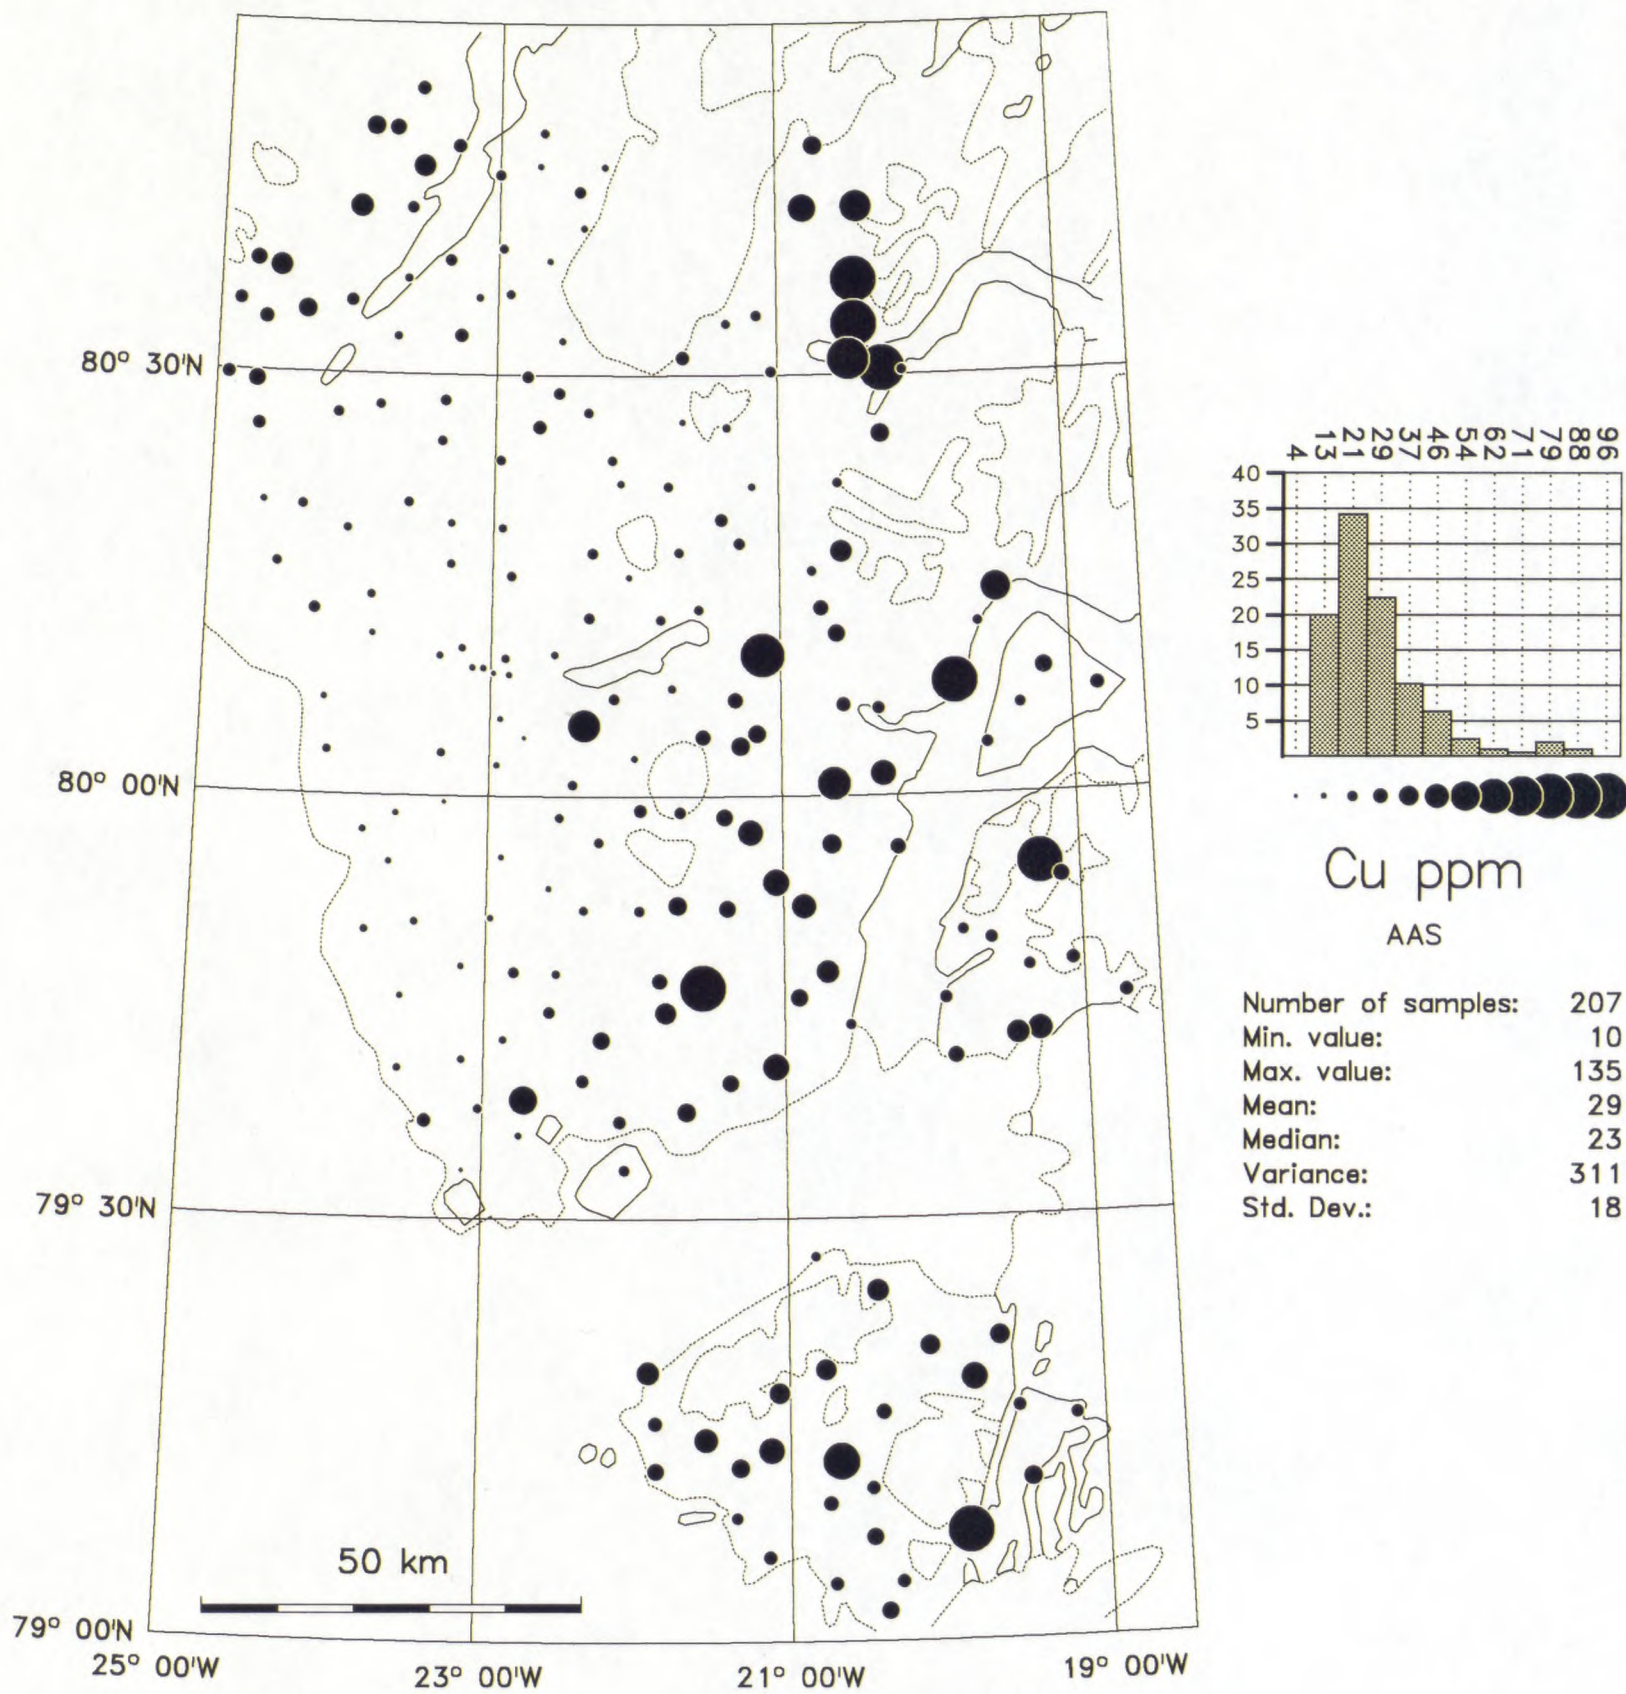 80° 30'N
80° 00'N
79° 30'N
79° 00'N
25° 00'W
23° 00'W
21° 00'W
19° 00'W
50 km
4 13 21 29 37 46 54 62 71 79 88 96
40
35
30
25
20
15
10
5
Cu ppm
AAS
Number of samples: 207
Min. value: 10
Max. value: 135
Mean: 29
Median: 23
Variance: 311
Std. Dev.: 18